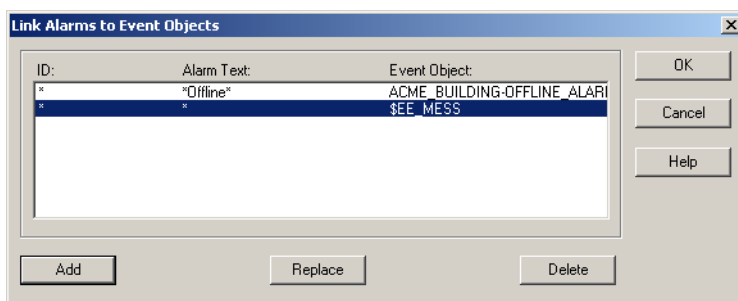 Link Alarms to Event Objects
ID: Alarm Text: Event Object: OK
* *Offline* ACME_BUILDING-OFFLINE_ALARI
* * $EE_MESS
Cancel
Help
Add Replace Delete